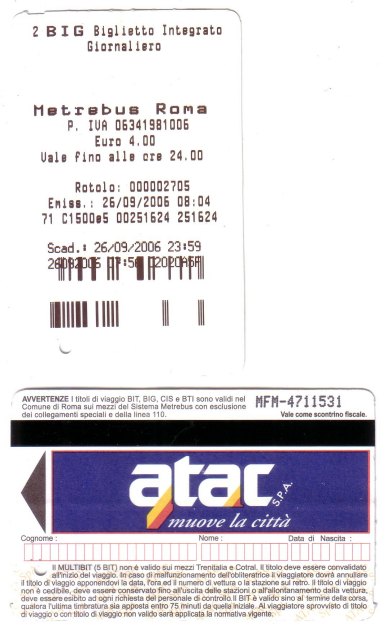 2 BIG Biglietto Integrato
Giornaliero
Metrebus Roma
P. IVA 06341981006
Euro 4.00
Vale fino alle ore 24.00
Rotolo: 000002705
Emiss.: 26/09/2006 08:04
71 C1500e5 00251624 251624
Scad.: 26/09/2006 23:59
AVVERTENZE I titoli di viaggio BIT, BIG, CIS e BTI sono validi nel
Comune di Roma sui mezzi del Sistema Metrebus con esclusione
dei collegamenti speciali e della linea 110.
MFM-4711531
Vale come scontrino fiscale.
atac S.P.A.
muove la città
Cognome : Nome : Data di Nascita :
Il MULTIBIT (5 BIT) non è valido sui mezzi Trenitalia e Cotral. Il titolo deve essere convalidato
all'inizio del viaggio. In caso di malfunzionamento dell'obliteratrice il viaggiatore dovrà annullare
il titolo di viaggio apponendovi la data, l'ora ed il numero di vettura o la stazione sul retro. Il titolo di viaggio
non è cedibile, deve essere conservato fino all'uscita delle stazioni o all'allontanamento dalla vettura,
e deve essere esibito ad ogni richiesta del personale di controllo. Il BIT è valido sino al termine della corsa,
qualora l'ultima timbratura sia apposta entro 75 minuti da quella iniziale. Al viaggiatore sprovvisto di titolo
di viaggio o con titolo di viaggio non valido sarà applicata la normativa vigente.